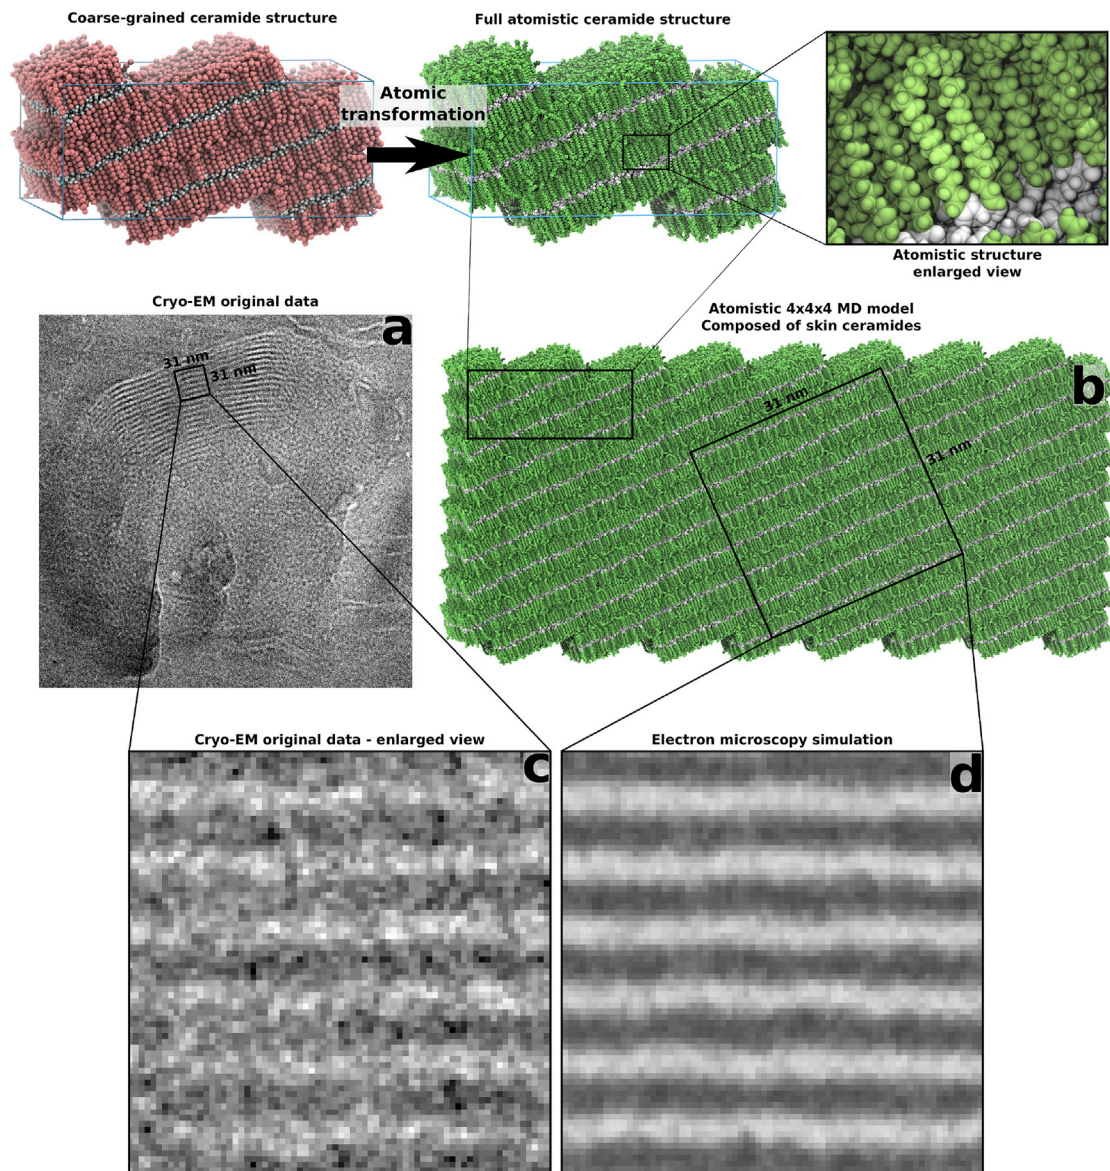 Coarse-grained ceramide structure
Full atomistic ceramide structure
Atomic
transformation
Atomistic structure
enlarged view
Cryo-EM original data
a
31 nm
31 nm
Atomistic 4x4x4 MD model
Composed of skin ceramides
b
31 nm
31 nm
Cryo-EM original data - enlarged view
c
Electron microscopy simulation
d